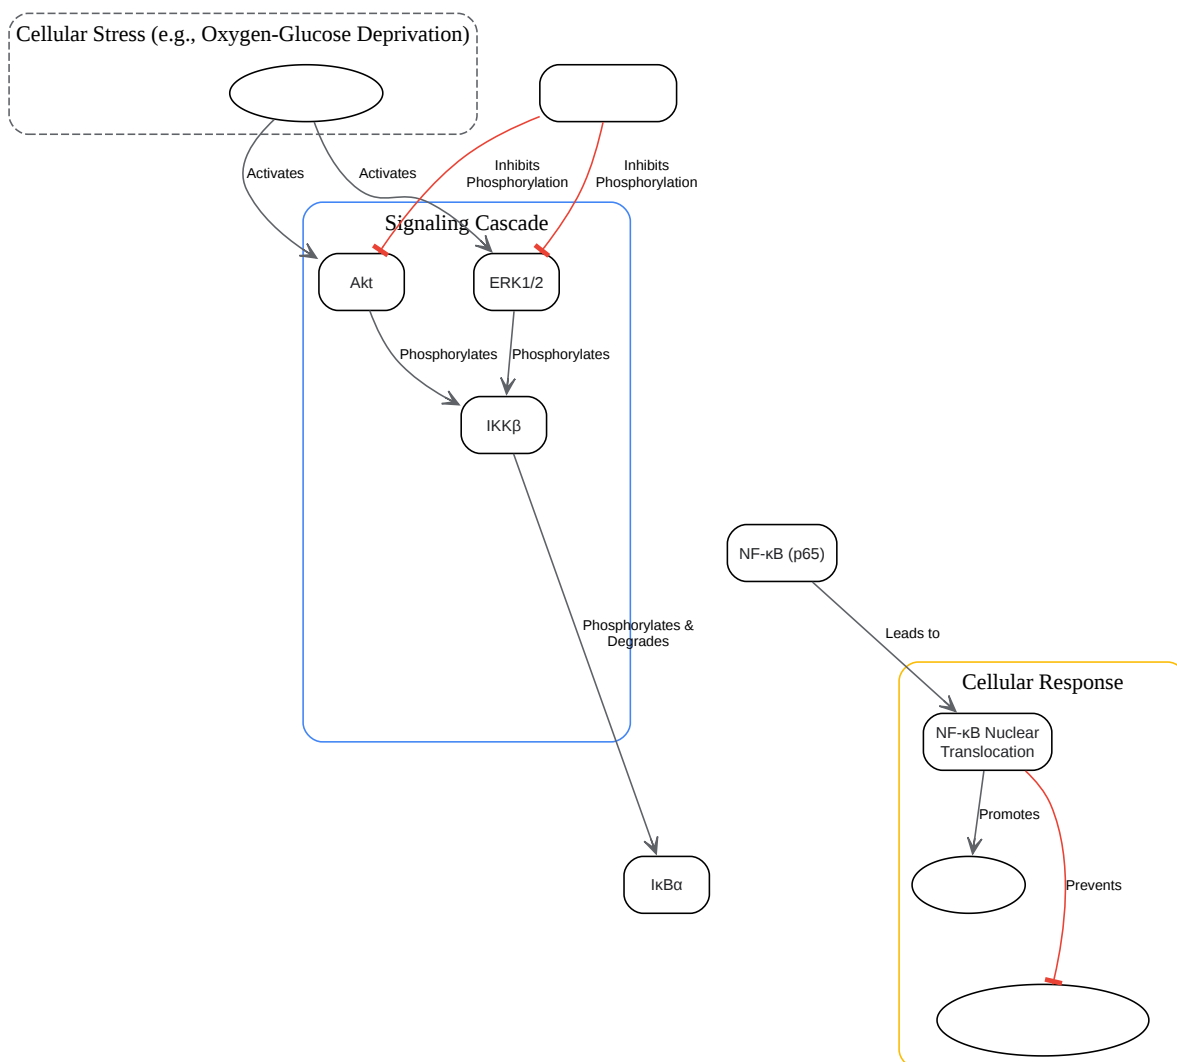 Cellular Stress (e.g., Oxygen-Glucose Deprivation)
Activates
Activates
Inhibits
Phosphorylation
Inhibits
Phosphorylation
Signaling Cascade
Akt
ERK1/2
Phosphorylates
Phosphorylates
IKKβ
NF-κB (p65)
Phosphorylates &
Degrades
Leads to
Cellular Response
NF-κB Nuclear
Translocation
Promotes
IκBα
Prevents